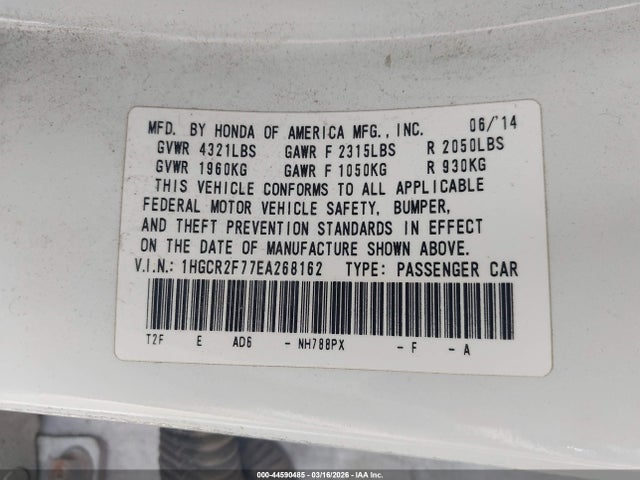 MFD. BY HONDA OF AMERICA MFG., INC. 06/'14
GVWR 4321LBS GAWR F 2315LBS R 2050LBS
GVWR 1960KG GAWR F 1050KG R 930KG
THIS VEHICLE CONFORMS TO ALL APPLICABLE
FEDERAL MOTOR VEHICLE SAFETY, BUMPER,
AND THEFT PREVENTION STANDARDS IN EFFECT
ON THE DATE OF MANUFACTURE SHOWN ABOVE.
V.I.N.: 1HGCR2F77EA268162 TYPE: PASSENGER CAR
T2F E AD6 - NH788PX - F - A
000-44590485 - 03/16/2026 - IAA Inc.